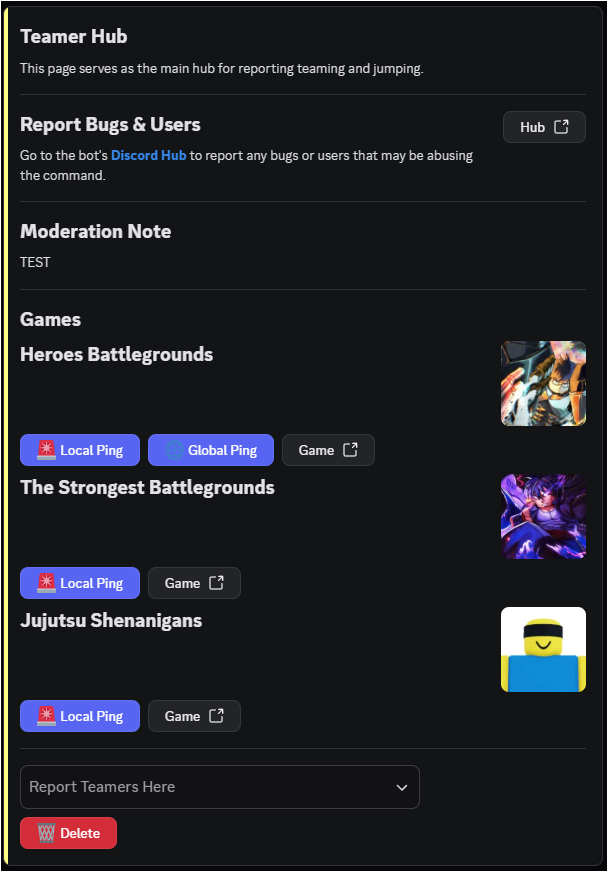 Teamer Hub
This page serves as the main hub for reporting teaming and jumping.
Report Bugs & Users
Hub
Go to the bot's Discord Hub to report any bugs or users that may be abusing
the command.
Moderation Note
TEST
Games
Heroes Battlegrounds
Local Ping
Global Ping
Game
The Strongest Battlegrounds
Local Ping
Game
Jujutsu Shenanigans
Local Ping
Game
Report Teamers Here
Delete